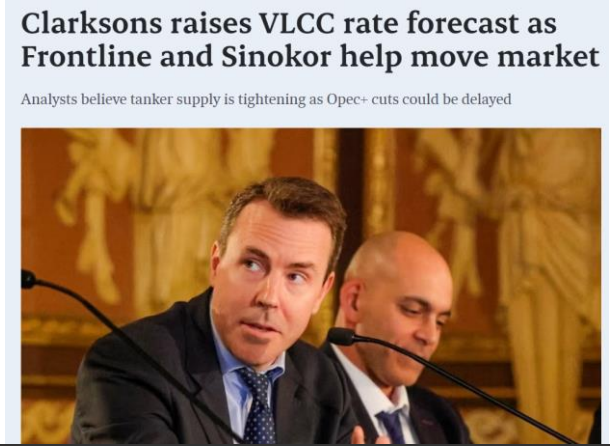 Clarksons raises VLCC rate forecast as
Frontline and Sinokor help move market
Analysts believe tanker supply is tightening as Opec+ cuts could be delayed